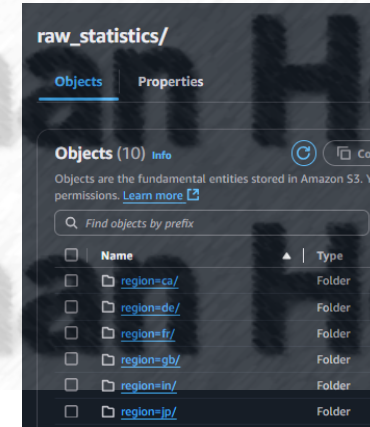 raw_statistics/
Objects
Properties
Objects (10) Info
Objects are the fundamental entities stored in Amazon S3.
permissions. Learn more
Find objects by prefix
Name
Type
region=ca/
Folder
region=de/
Folder
region=fr/
Folder
region=gb/
Folder
region=in/
Folder
region=jp/
Folder